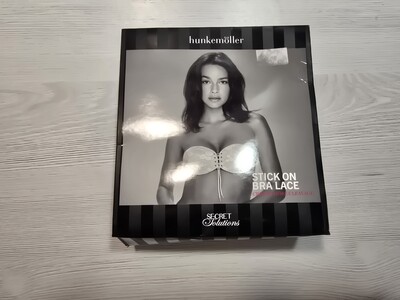 hunkemöller
STICK ON
BRA LACE
SECRET
Solutions